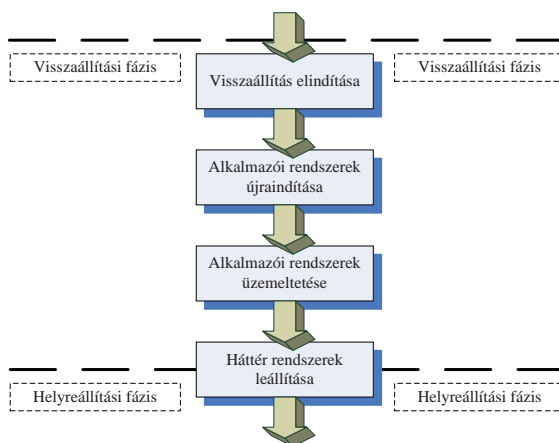 Visszaállítási fázis
Visszaállítási fázis
Visszaállítás elindítása
Alkalmazói rendszerek
újraindítása
Alkalmazói rendszerek
üzemeltetése
Háttér rendszerek
leállítása
Helyreállítási fázis
Helyreállítási fázis